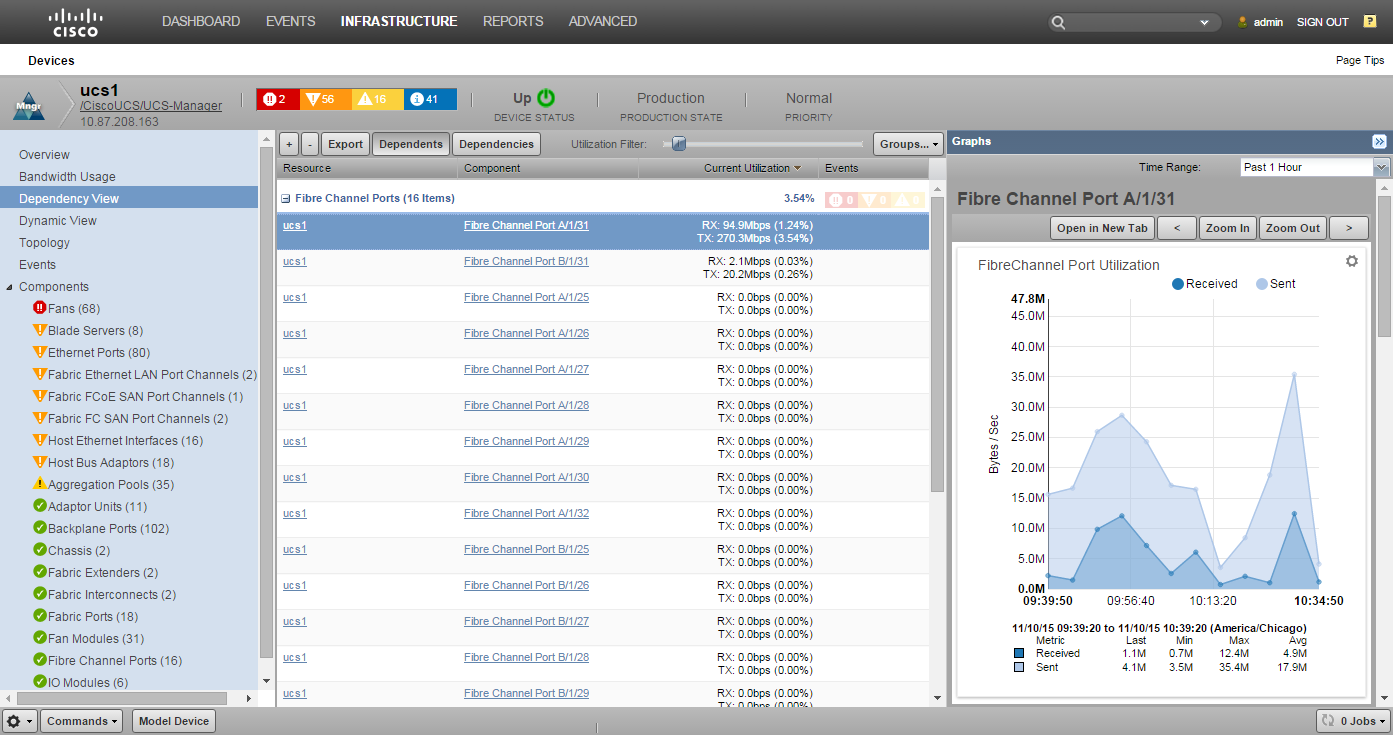 cisco
DASHBOARD EVENTS INFRASTRUCTURE REPORTS ADVANCED
admin SIGN OUT ?
Devices
Page Tips
Mngr
ucs1
/CiscoUCS/UCS-Manager
10.87.208.163
2 56 16 41
Up
DEVICE STATUS
Production
PRODUCTION STATE
Normal
PRIORITY
Overview
Bandwidth Usage
Dependency View
Dynamic View
Topology
Events
Components
Fans (68)
Blade Servers (8)
Ethernet Ports (80)
Fabric Ethernet LAN Port Channels (2)
Fabric FCoE SAN Port Channels (1)
Fabric FC SAN Port Channels (2)
Host Ethernet Interfaces (16)
Host Bus Adaptors (18)
Aggregation Pools (35)
Adaptor Units (11)
Backplane Ports (102)
Chassis (2)
Fabric Extenders (2)
Fabric Interconnects (2)
Fabric Ports (18)
Fan Modules (31)
Fibre Channel Ports (16)
IO Modules (6)
+ - Export Dependents Dependencies Utilization Filter: Groups...
Resource Component Current Utilization Events
Fibre Channel Ports (16 Items) 3.54% 0 0 0
ucs1 Fibre Channel Port A/1/31 RX: 94.9Mbps (1.24%)
TX: 270.3Mbps (3.54%)
ucs1 Fibre Channel Port B/1/31 RX: 2.1Mbps (0.03%)
TX: 20.2Mbps (0.26%)
ucs1 Fibre Channel Port A/1/25 RX: 0.0bps (0.00%)
TX: 0.0bps (0.00%)
ucs1 Fibre Channel Port A/1/26 RX: 0.0bps (0.00%)
TX: 0.0bps (0.00%)
ucs1 Fibre Channel Port A/1/27 RX: 0.0bps (0.00%)
TX: 0.0bps (0.00%)
ucs1 Fibre Channel Port A/1/28 RX: 0.0bps (0.00%)
TX: 0.0bps (0.00%)
ucs1 Fibre Channel Port A/1/29 RX: 0.0bps (0.00%)
TX: 0.0bps (0.00%)
ucs1 Fibre Channel Port A/1/30 RX: 0.0bps (0.00%)
TX: 0.0bps (0.00%)
ucs1 Fibre Channel Port A/1/32 RX: 0.0bps (0.00%)
TX: 0.0bps (0.00%)
ucs1 Fibre Channel Port B/1/25 RX: 0.0bps (0.00%)
TX: 0.0bps (0.00%)
ucs1 Fibre Channel Port B/1/26 RX: 0.0bps (0.00%)
TX: 0.0bps (0.00%)
ucs1 Fibre Channel Port B/1/27 RX: 0.0bps (0.00%)
TX: 0.0bps (0.00%)
ucs1 Fibre Channel Port B/1/28 RX: 0.0bps (0.00%)
TX: 0.0bps (0.00%)
ucs1 Fibre Channel Port B/1/29 RX: 0.0bps (0.00%)
TX: 0.0bps (0.00%)
Graphs
Time Range: Past 1 Hour
Fibre Channel Port A/1/31
Open in New Tab < Zoom In Zoom Out >
FibreChannel Port Utilization
Received Sent
47.8M
45.0M
40.0M
35.0M
30.0M
25.0M
20.0M
15.0M
10.0M
5.0M
0.0M
Bytes / Sec
09:39:50 09:56:40 10:13:20 10:34:50
11/10/15 09:39:20 to 11/10/15 10:39:20 (America/Chicago)
Metric Last Min Max Avg
Received 1.1M 0.7M 12.4M 4.9M
Sent 4.1M 3.5M 35.4M 17.9M
Commands Model Device
0 Jobs